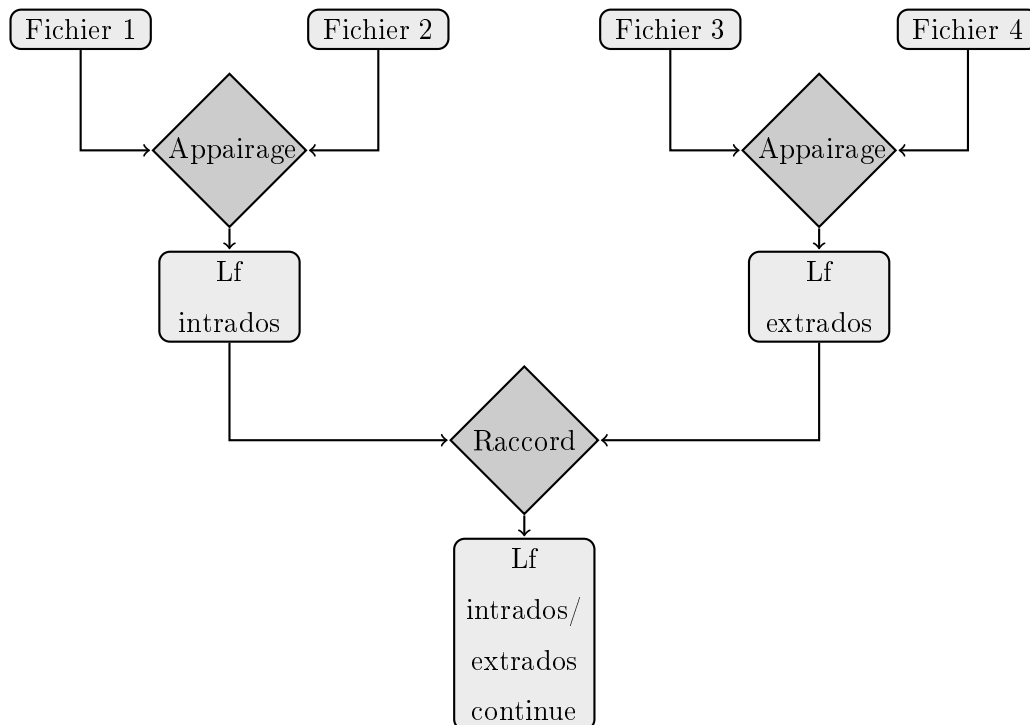 Fichier 1
Fichier 2
Fichier 3
Fichier 4
Appairage
Appairage
Lf
intrados
Lf
extrados
Raccord
Lf
intrados/
extrados
continue